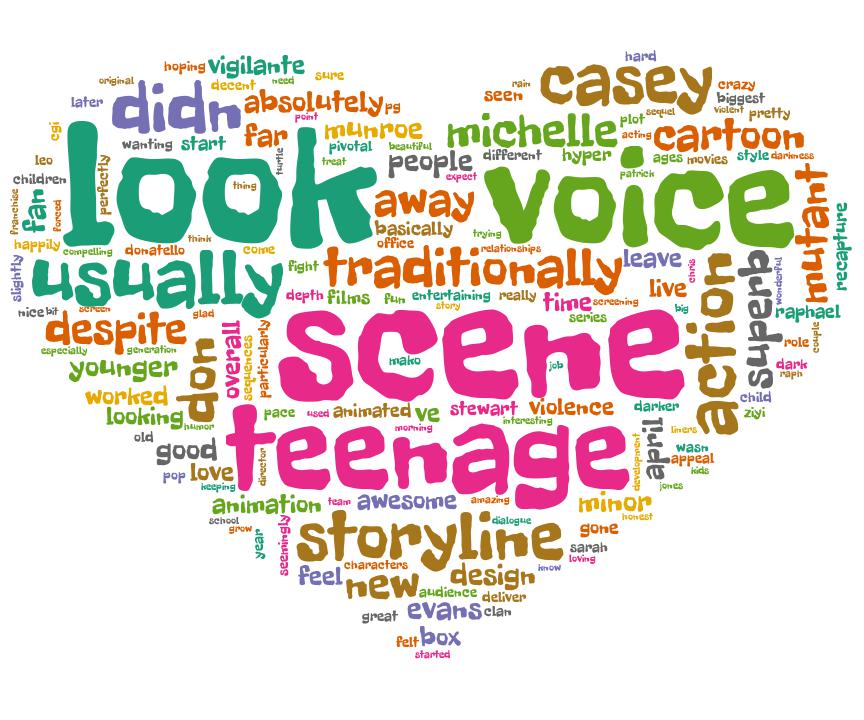 hard
hoping vigilante sure
original decent need
casey crazy
rain
seen biggest
later didn absolutely pg violent pretty
point sequel
plot
cgi far munroe michelle acting cartoon
wanting start pivotal beautiful
leo perfectly turtle treat people different hyper ages movies style darkness
children expect patrick
thing
look voice mutant
franchise fan forced away
basically trying
happily think office
compelling donatello come relationships
slightly usually fight traditionally leave chris superb wonderful recapture
action
depth films fun entertaining really time screening live
nice bit screen glad story series big raphael
despite scene couple
especially generation overall sequences particularly role
younger don mako job dark
raph
worked child
looking pace used animated ve stewart violence darker ziyi
humor morning interesting
old teenage april liners
good director development wasn
appeal
pop love kids
keeping jones
animation team awesome amazing minor
school dialogue honest
grow storyline gone
year seemingly sarah
characters loving
feel know
new design
audience deliver
great evans clan
felt box
started